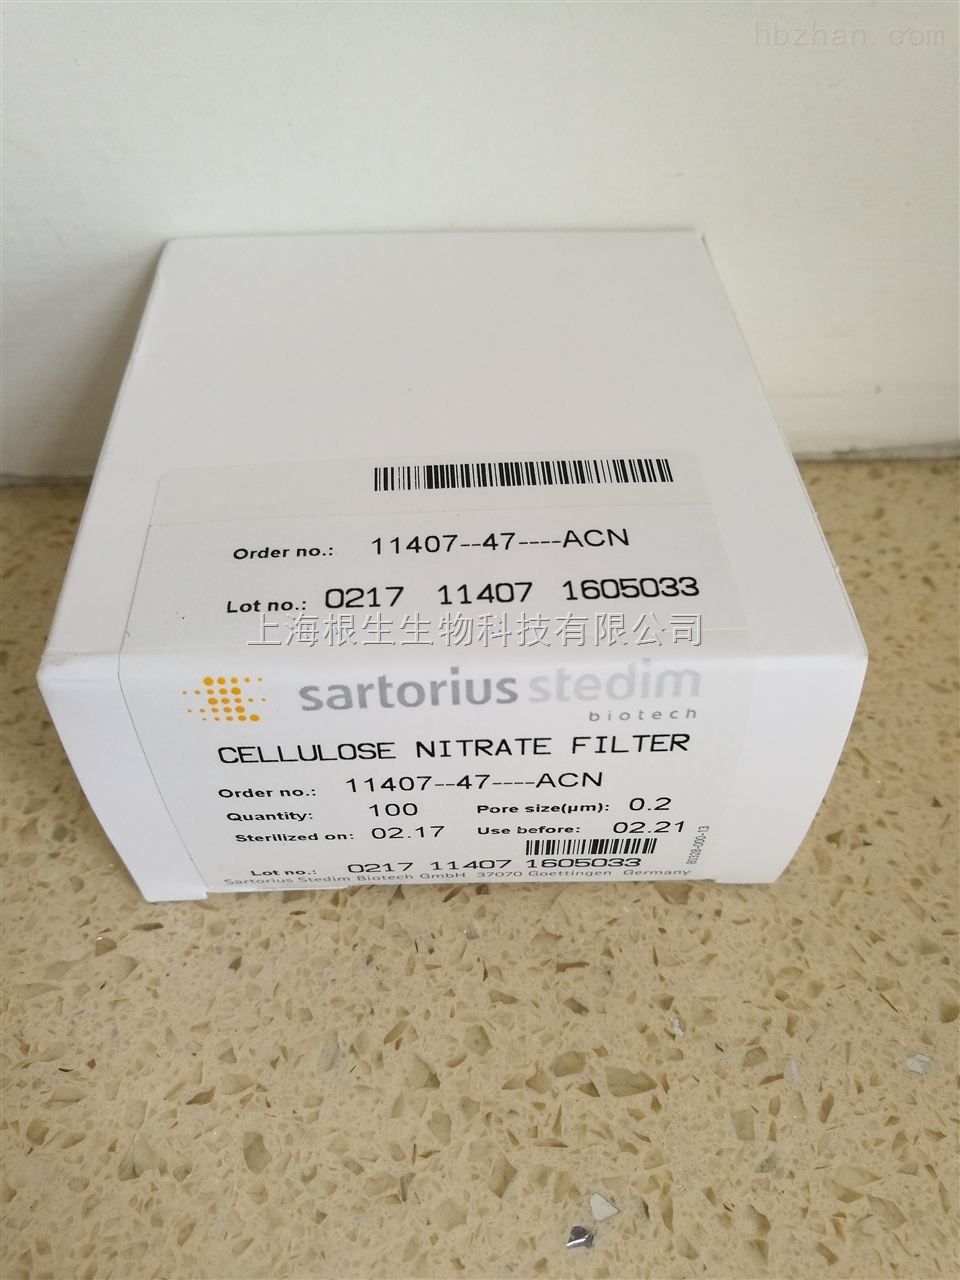 hbzhan.com
Order no.: 11407--47----ACN
Lot no.: 0217 11407 1605033
上海根生生物科技有限公司
sartorius stedim
biotech
CELLULOSE NITRATE FILTER
Order no.: 11407--47----ACN
Quantity: 100 Pore size(µm): 0.2
Sterilized on: 02.17 Use before: 02.21
Lot no.: 0217 11407 1605033
Sartorius Stedim Biotech GmbH 37070 Goettingen Germany
80328-000-13